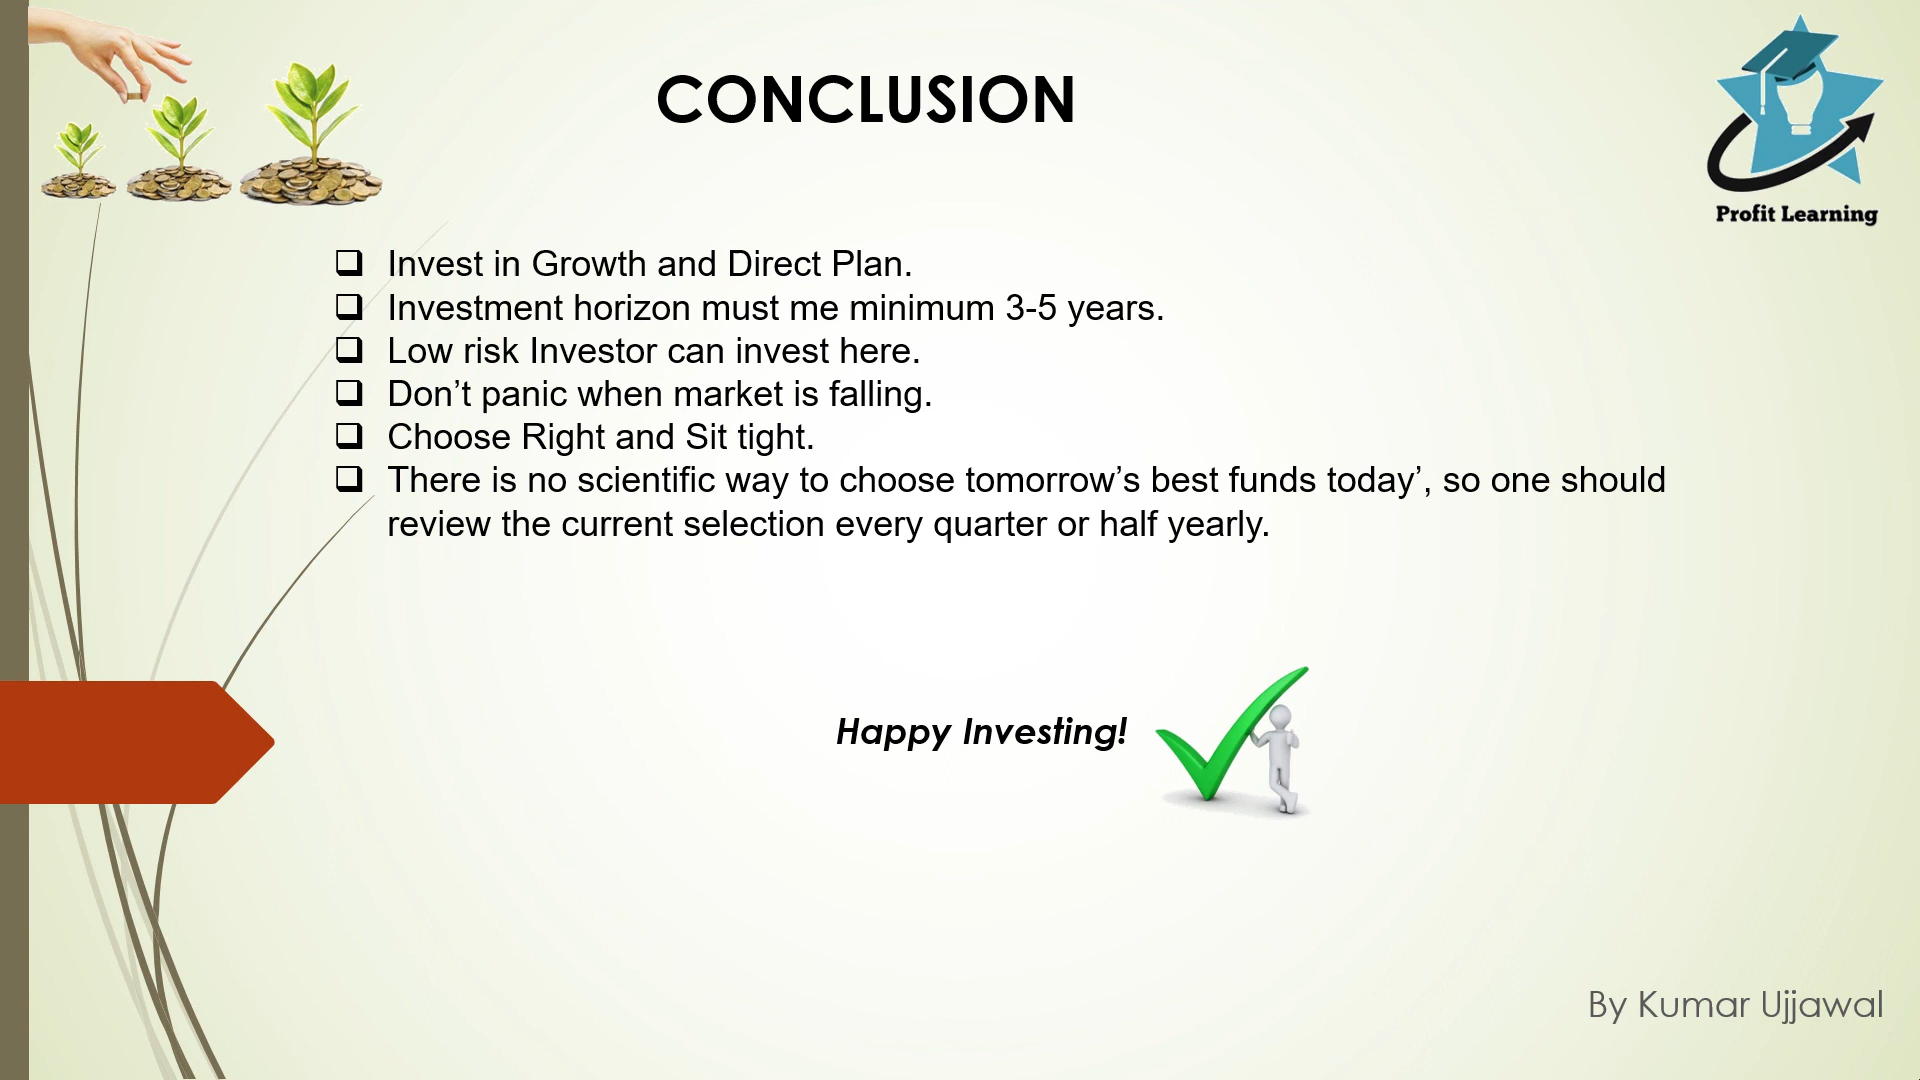 CONCLUSION
Profit Learning
❑ Invest in Growth and Direct Plan.
❑ Investment horizon must me minimum 3-5 years.
❑ Low risk Investor can invest here.
❑ Don’t panic when market is falling.
❑ Choose Right and Sit tight.
❑ There is no scientific way to choose tomorrow’s best funds today’, so one should
review the current selection every quarter or half yearly.
Happy Investing!
By Kumar Ujjawal